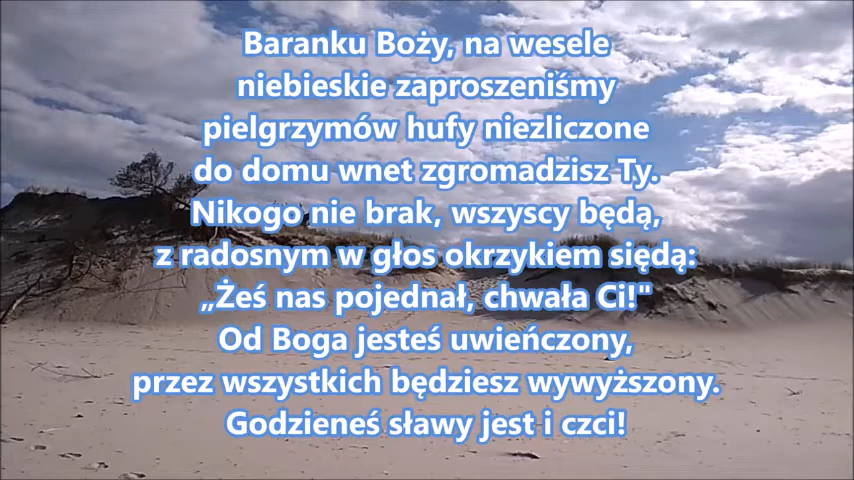 Baranku Boży, na wesele
niebieskie zaproszeniśmy
pielgrzymów hufy niezliczone
do domu wnet zgromadzisz Ty.
Nikogo nie brak, wszyscy będą,
z radosnym w głos okrzykiem siędą:
„Żeś nas pojednał, chwała Ci!"
Od Boga jesteś uwieńczony,
przez wszystkich będziesz wywyższony.
Godzieneś sławy jest i czci!